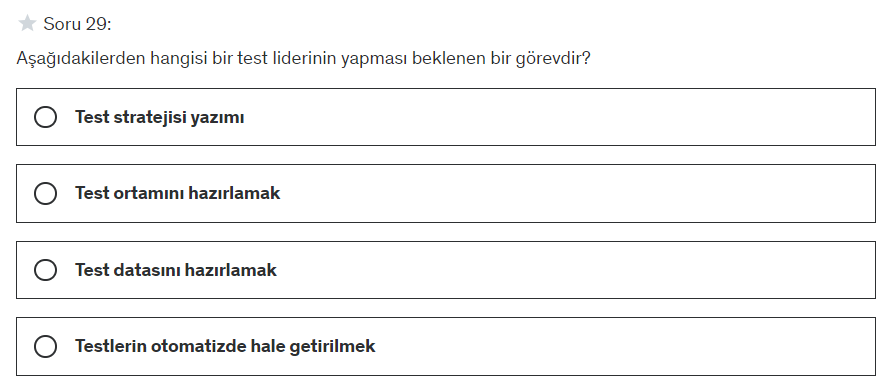 Soru 29:
Aşağıdakilerden hangisi bir test liderinin yapması beklenen bir görevdir?
Test stratejisi yazımı
Test ortamını hazırlamak
Test datasını hazırlamak
Testlerin otomatizde hale getirilmek